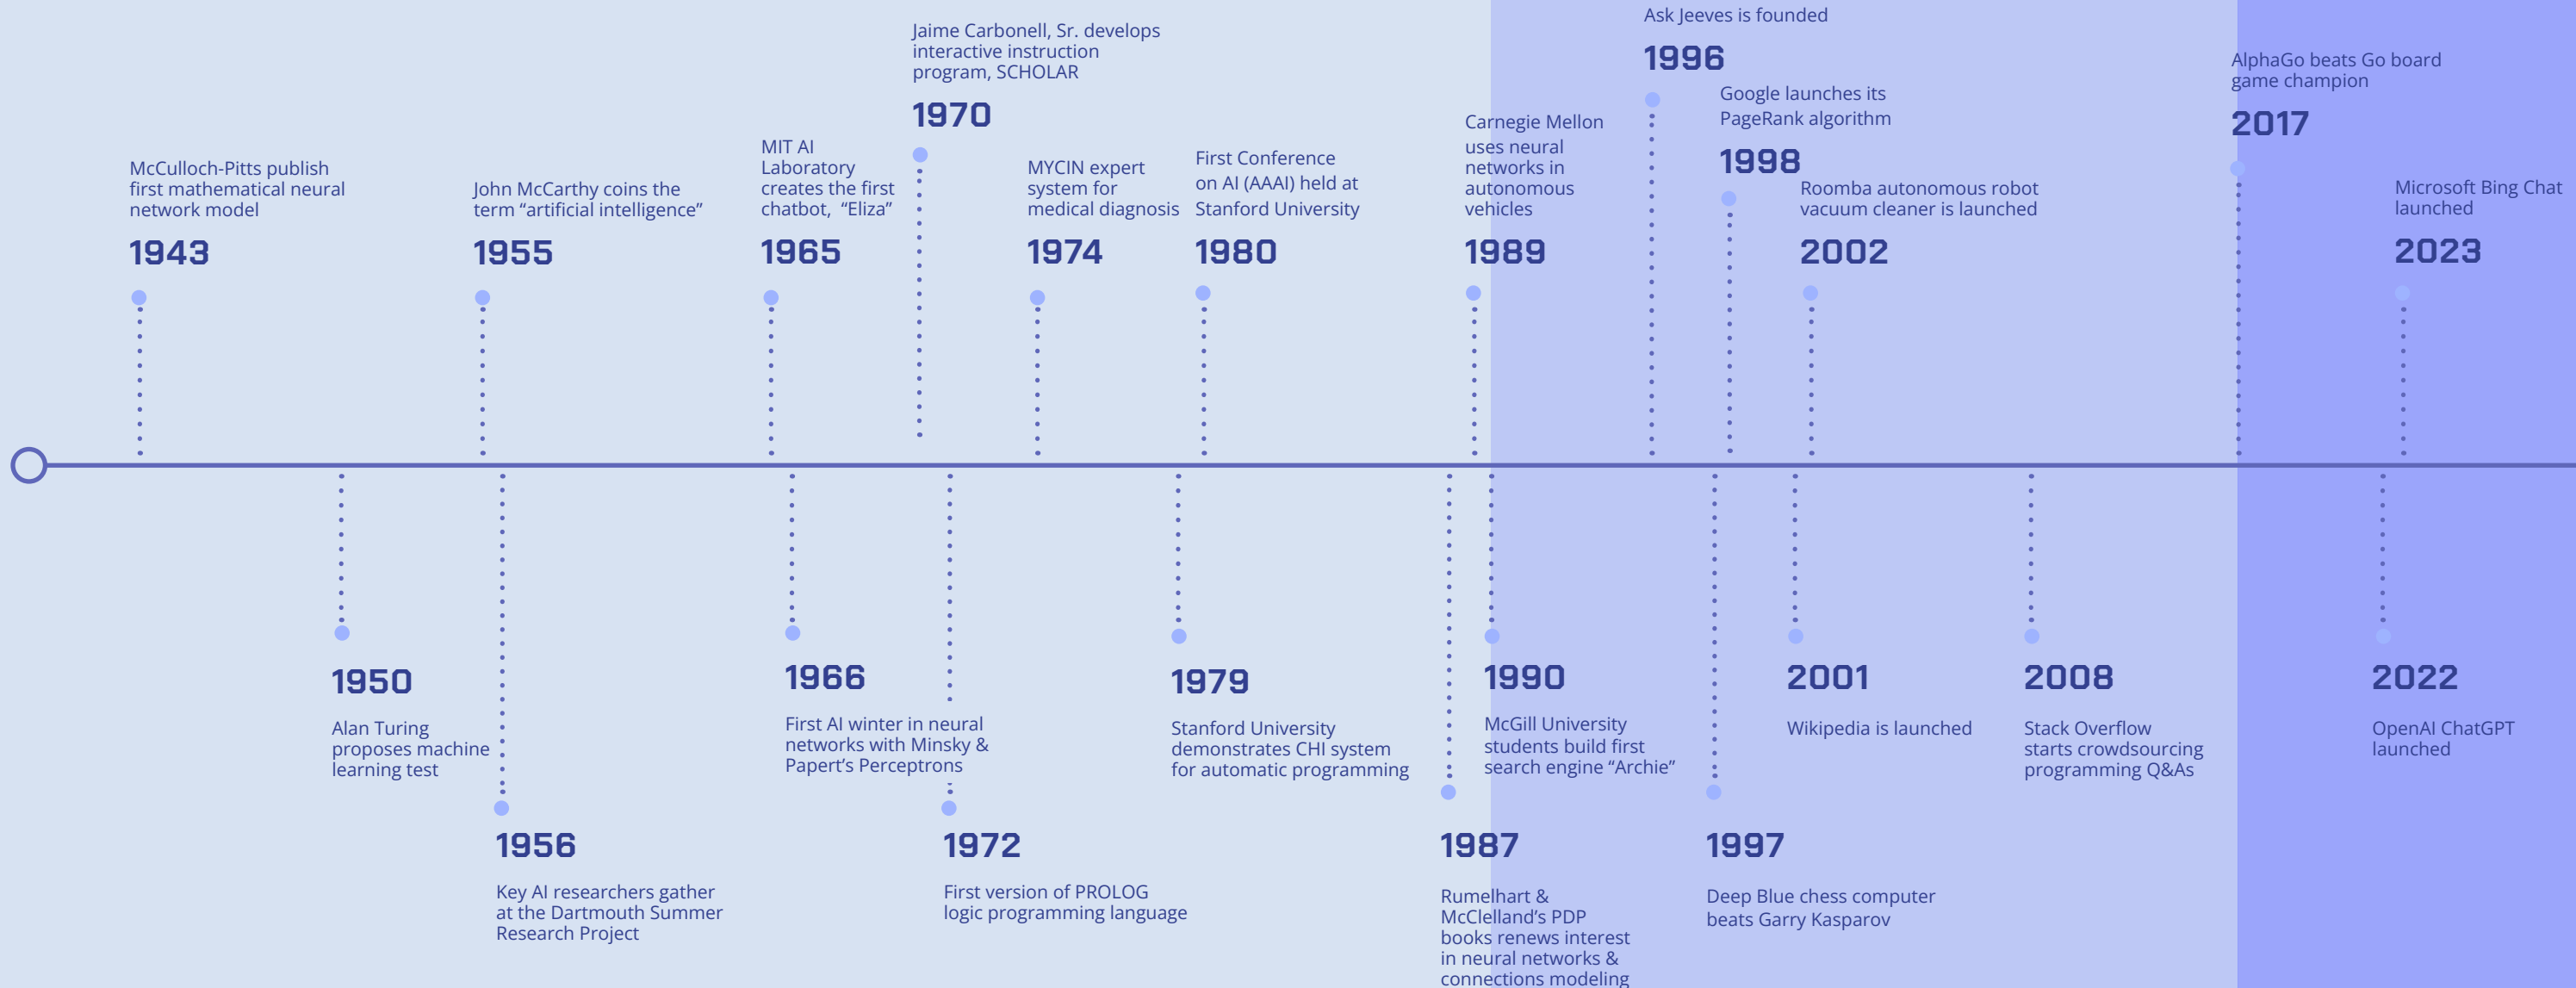 McCulloch-Pitts publish
first mathematical neural
network model
1943
Alan Turing
proposes machine
learning test
1950
John McCarthy coins the
term “artificial intelligence”
1955
1956
Key AI researchers gather
at the Dartmouth Summer
Research Project
MIT AI
Laboratory
creates the first
chatbot, “Eliza”
1965
1966
First AI winter in neural
networks with Minsky &
Papert’s Perceptrons
Jaime Carbonell, Sr. develops
interactive instruction
program, SCHOLAR
1970
1972
First version of PROLOG
logic programming language
MYCIN expert
system for
medical diagnosis
1974
1979
Stanford University
demonstrates CHI system
for automatic programming
First Conference
on AI (AAAI) held at
Stanford University
1980
1987
Rumelhart &
McClelland’s PDP
books renews interest
in neural networks &
connections modeling
Carnegie Mellon
uses neural
networks in
autonomous
vehicles
1989
1990
McGill University
students build first
search engine “Archie”
Ask Jeeves is founded
1996
1997
Deep Blue chess computer
beats Garry Kasparov
Google launches its
PageRank algorithm
1998
2001
Wikipedia is launched
Roomba autonomous robot
vacuum cleaner is launched
2002
2008
Stack Overflow
starts crowdsourcing
programming Q&As
AlphaGo beats Go board
game champion
2017
2022
OpenAI ChatGPT
launched
Microsoft Bing Chat
launched
2023